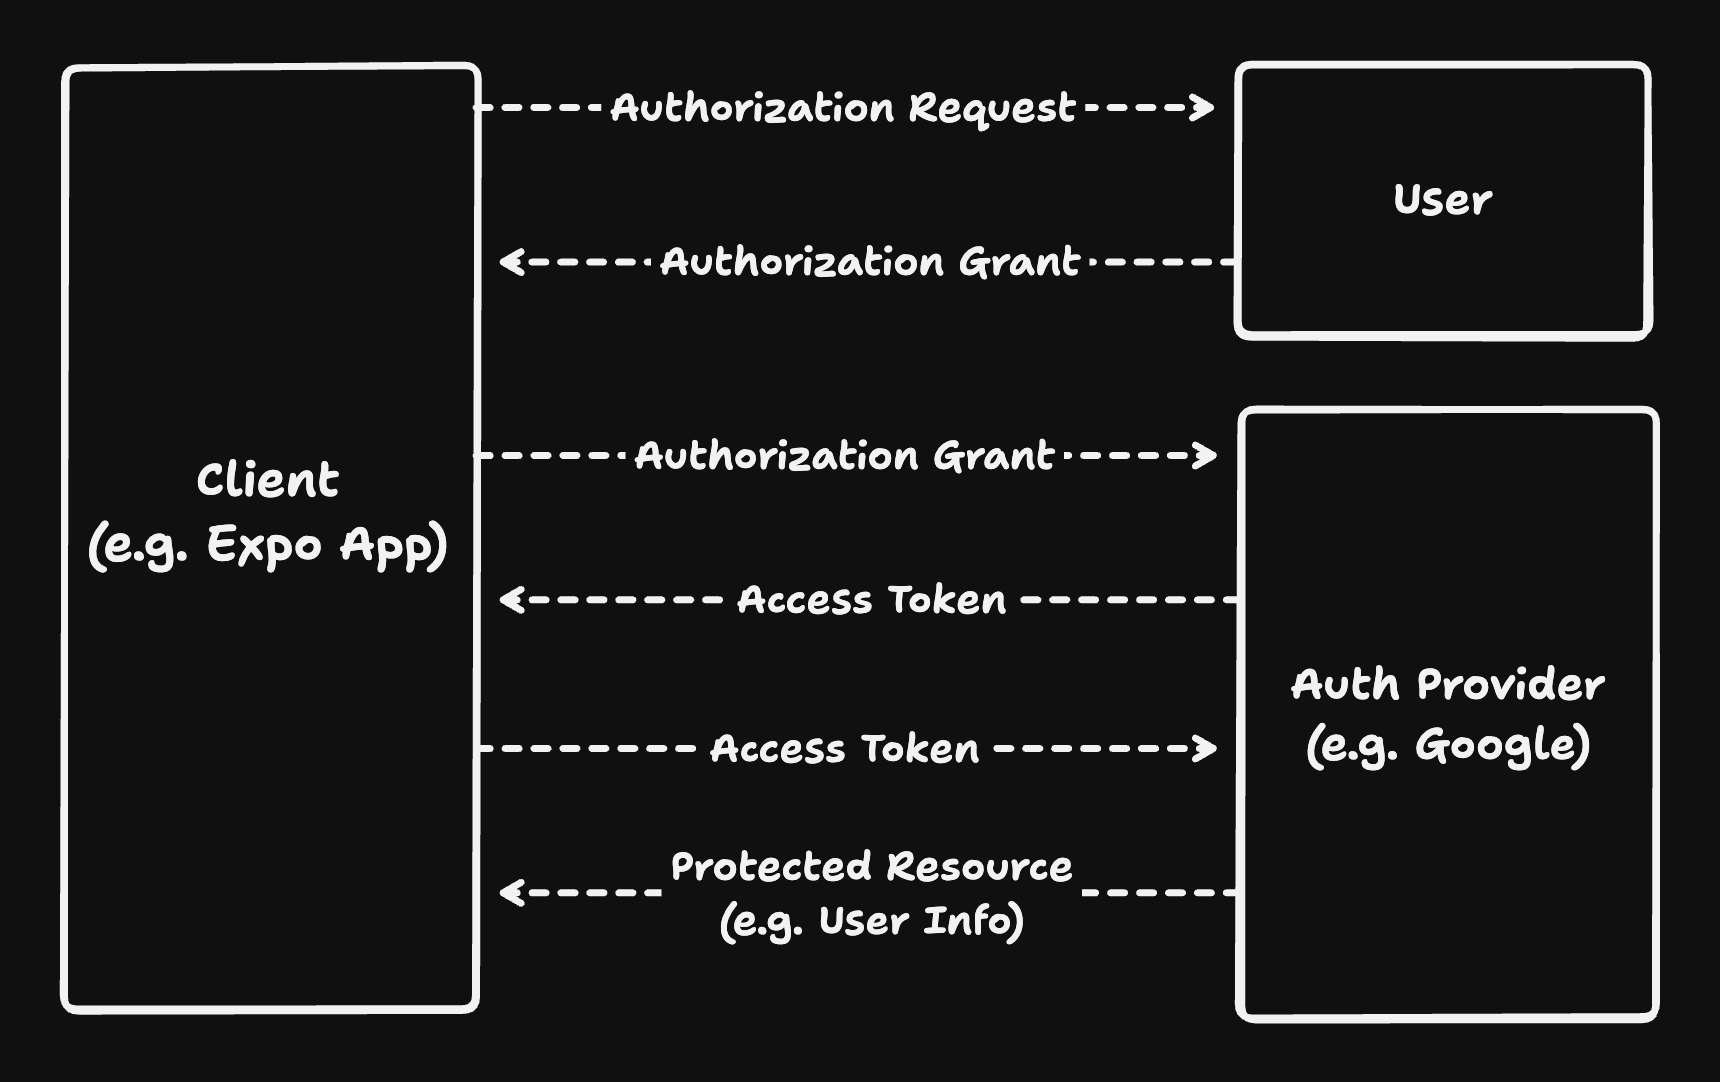 Authorization Request
User
Authorization Grant
Authorization Grant
Client
(e.g. Expo App)
Access Token
Auth Provider
(e.g. Google)
Access Token
Protected Resource
(e.g. User Info)